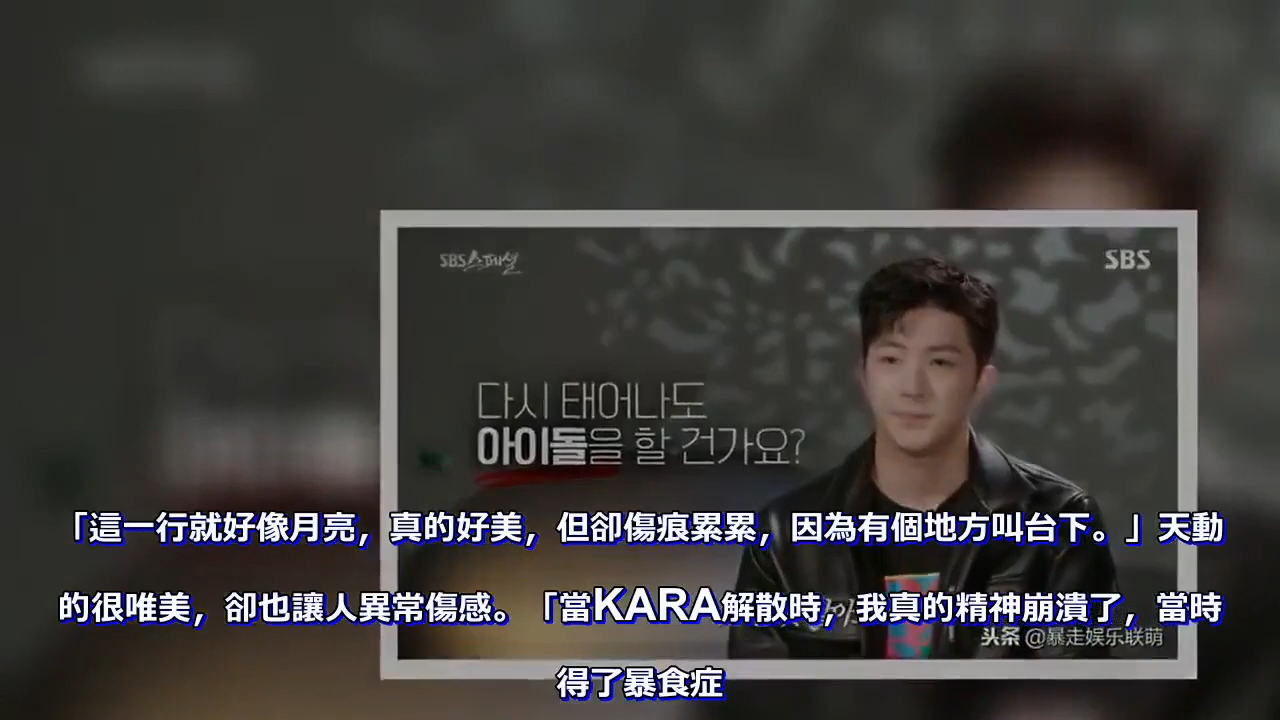 SBS스페셜
SBS
다시 태어나도
아이돌을 할 건가요?
「這一行就好像月亮，真的好美，但卻傷痕累累，因為有個地方叫台下。」天動
的很唯美，卻也讓人異常傷感。「當KARA解散時，我真的精神崩潰了，當時
头条 @暴走娱乐联萌
得了暴食症